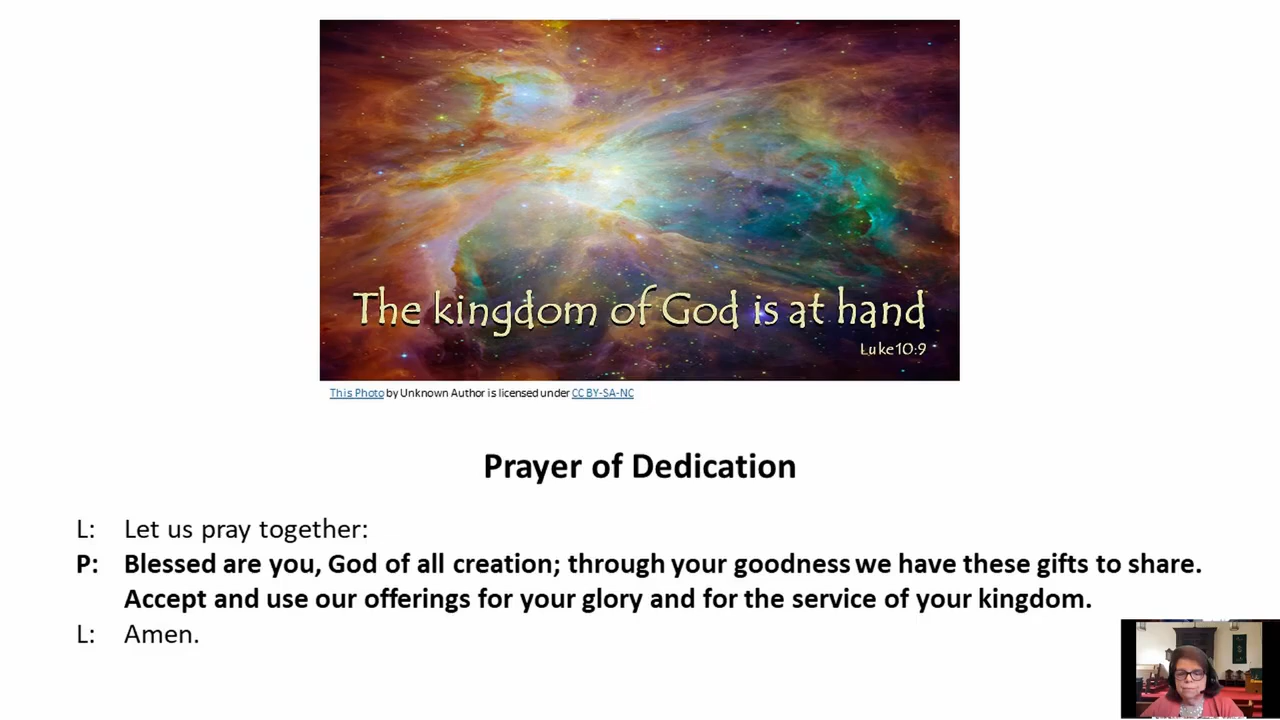 The kingdom of God is at hand
Luke 10:9
This Photo by Unknown Author is licensed under CC BY-SA-NC
Prayer of Dedication
L: Let us pray together:
P: Blessed are you, God of all creation; through your goodness we have these gifts to share.
Accept and use our offerings for your glory and for the service of your kingdom.
L: Amen.